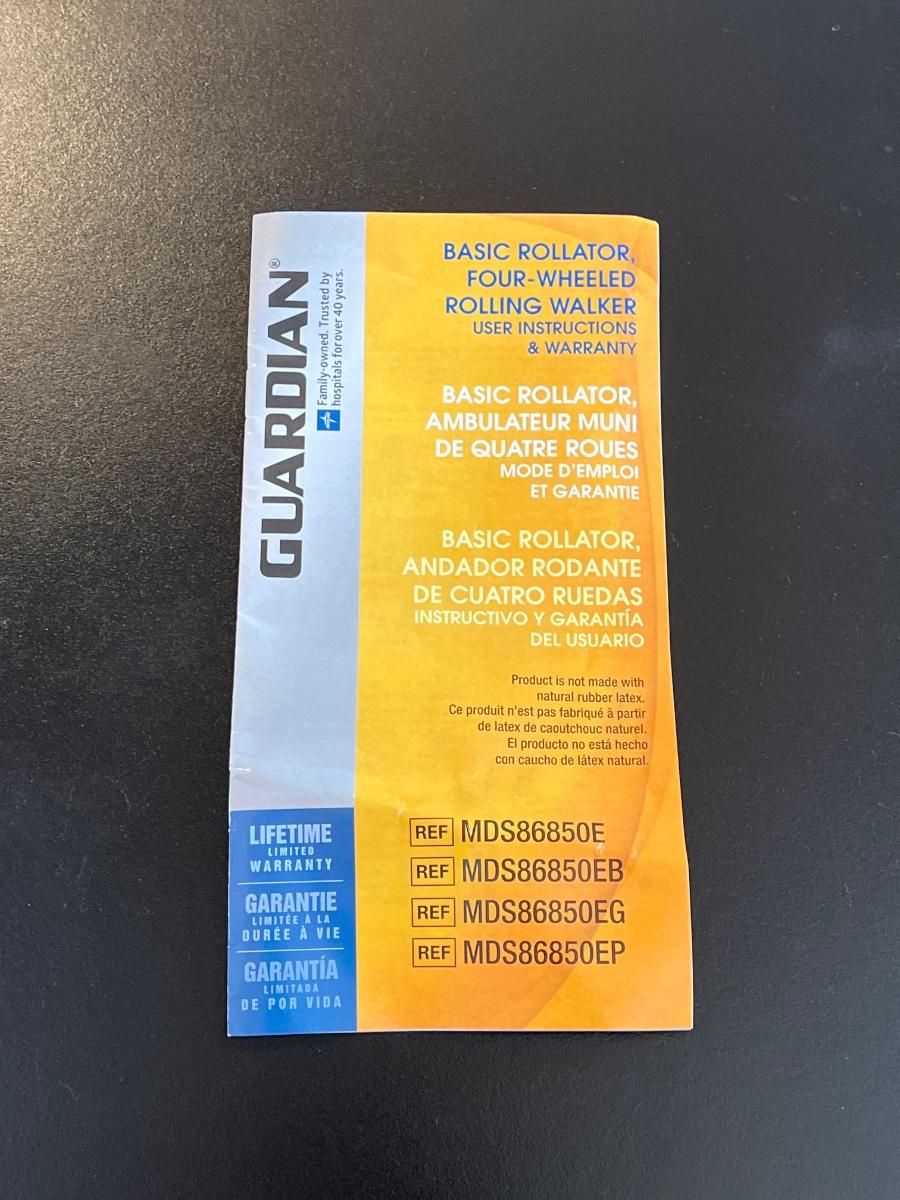 GUARDIAN®
Family-owned. Trusted by
hospitals for over 40 years.
BASIC ROLLATOR,
FOUR-WHEELED
ROLLING WALKER
USER INSTRUCTIONS
& WARRANTY
BASIC ROLLATOR,
AMBULATEUR MUNI
DE QUATRE ROUES
MODE D'EMPLOI
ET GARANTIE
BASIC ROLLATOR,
ANDADOR RODANTE
DE CUATRO RUEDAS
INSTRUCTIVO Y GARANTÍA
DEL USUARIO
Product is not made with
natural rubber latex.
Ce produit n'est pas fabriqué à partir
de latex de caoutchouc naturel.
El producto no está hecho
con caucho de látex natural.
REF MDS86850E
REF MDS86850EB
REF MDS86850EG
REF MDS86850EP
LIFETIME
LIMITED
WARRANTY
GARANTIE
LIMITÉE À LA
DURÉE À VIE
GARANTÍA
LIMITADA
DE POR VIDA